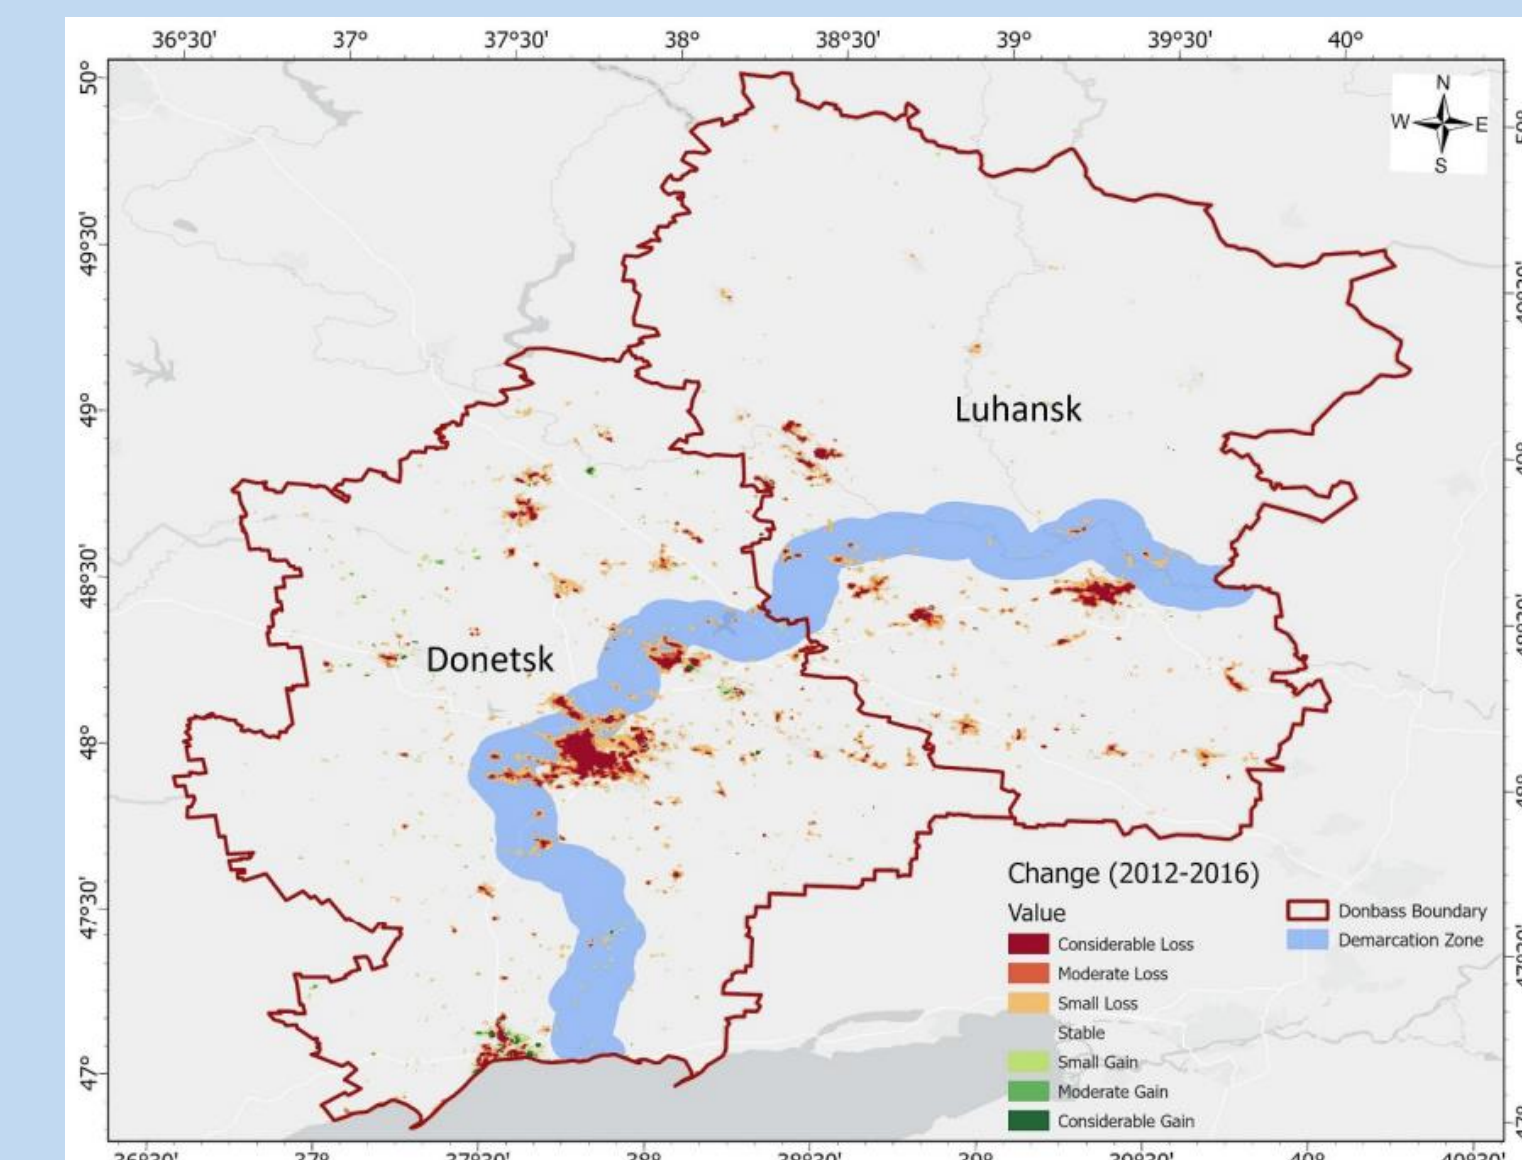 36°30' 37° 37°30' 38° 38°30' 39° 39°30' 40°
50°
49°30'
49°
48°30'
48°
47°30'
47°
N
W E
S
Luhansk
Donetsk
Change (2012-2016)
Value
Considerable Loss
Moderate Loss
Small Loss
Stable
Small Gain
Moderate Gain
Considerable Gain
Donbass Boundary
Demarcation Zone